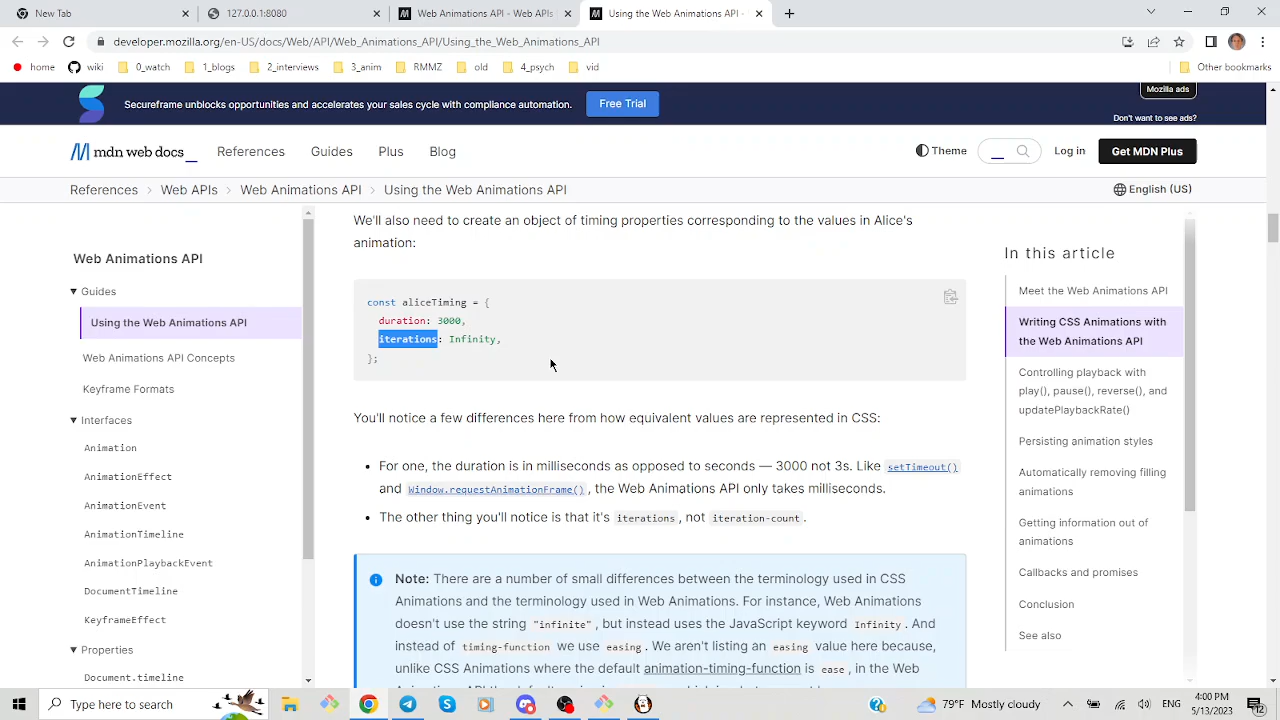 New Tab
127.0.0.1:8080
Web Animations API - Web APIs
Using the Web Animations API -
developer.mozilla.org/en-US/docs/Web/API/Web_Animations_API/Using_the_Web_Animations_API
home
wiki
0_watch
1_blogs
2_interviews
3_anim
RMMZ
old
4_psych
vid
Other bookmarks
Secureframe unblocks opportunities and accelerates your sales cycle with compliance automation.
Free Trial
Mozilla ads
Don't want to see ads?
mdn web docs_
References
Guides
Plus
Blog
Theme
Log in
Get MDN Plus
References
Web APIs
Web Animations API
Using the Web Animations API
English (US)
Web Animations API
Guides
Using the Web Animations API
Web Animations API Concepts
Keyframe Formats
Interfaces
Animation
AnimationEffect
AnimationEvent
AnimationTimeline
AnimationPlaybackEvent
DocumentTimeline
KeyframeEffect
Properties
Document.timeline
We'll also need to create an object of timing properties corresponding to the values in Alice's
animation:
const aliceTiming = {
duration: 3000,
iterations: Infinity,
};
You'll notice a few differences here from how equivalent values are represented in CSS:
• For one, the duration is in milliseconds as opposed to seconds — 3000 not 3s. Like setTimeout()
and Window.requestAnimationFrame(), the Web Animations API only takes milliseconds.
• The other thing you'll notice is that it's iterations, not iteration-count.
Note: There are a number of small differences between the terminology used in CSS
Animations and the terminology used in Web Animations. For instance, Web Animations
doesn't use the string "infinite", but instead uses the JavaScript keyword Infinity. And
instead of timing-function we use easing. We aren't listing an easing value here because,
unlike CSS Animations where the default animation-timing-function is ease, in the Web
In this article
Meet the Web Animations API
Writing CSS Animations with
the Web Animations API
Controlling playback with
play(), pause(), reverse(), and
updatePlaybackRate()
Persisting animation styles
Automatically removing filling
animations
Getting information out of
animations
Callbacks and promises
Conclusion
See also
Type here to search
79°F Mostly cloudy
4:00 PM
5/13/2023
12